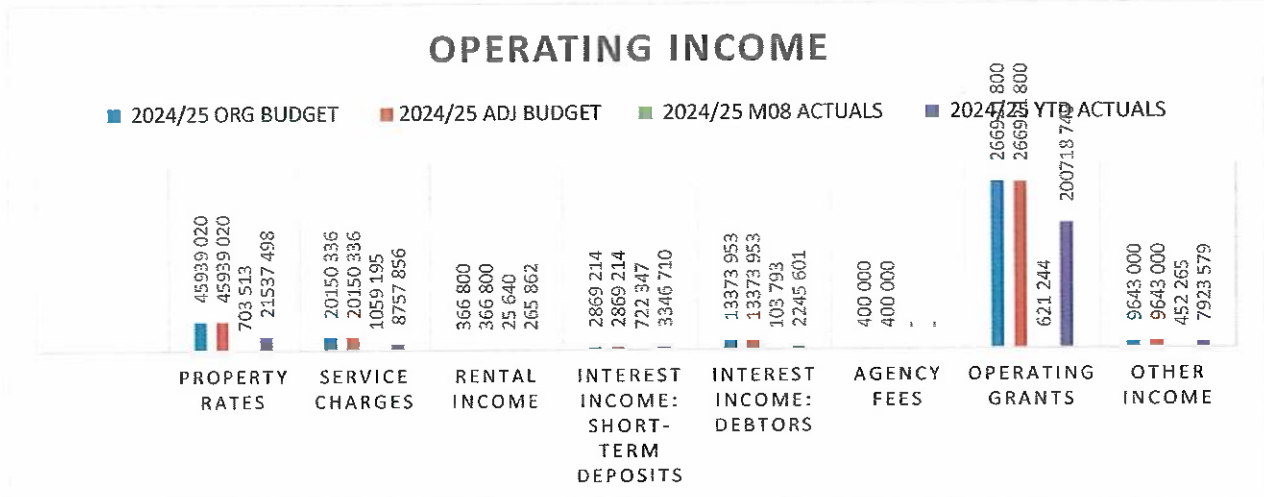 OPERATING INCOME
2024/25 ORG BUDGET
2024/25 ADJ BUDGET
2024/25 M08 ACTUALS
2024/25 YTD ACTUALS
45939 020
45939 020
703 513
21537 498
20150 336
20150 336
1059 195
8757 856
366 800
366 800
25 640
265 862
2869 214
2869 214
722 347
3346 710
13373 953
13373 953
103 793
2245 601
400 000
400 000
-
-
800
800
621 244
200718
9643 000
9643 000
452 265
7923 579
PROPERTY
RATES
SERVICE
CHARGES
RENTAL
INCOME
INTEREST
INCOME:
SHORT-
TERM
DEPOSITS
INTEREST
INCOME:
DEBTORS
AGENCY
FEES
OPERATING
GRANTS
OTHER
INCOME